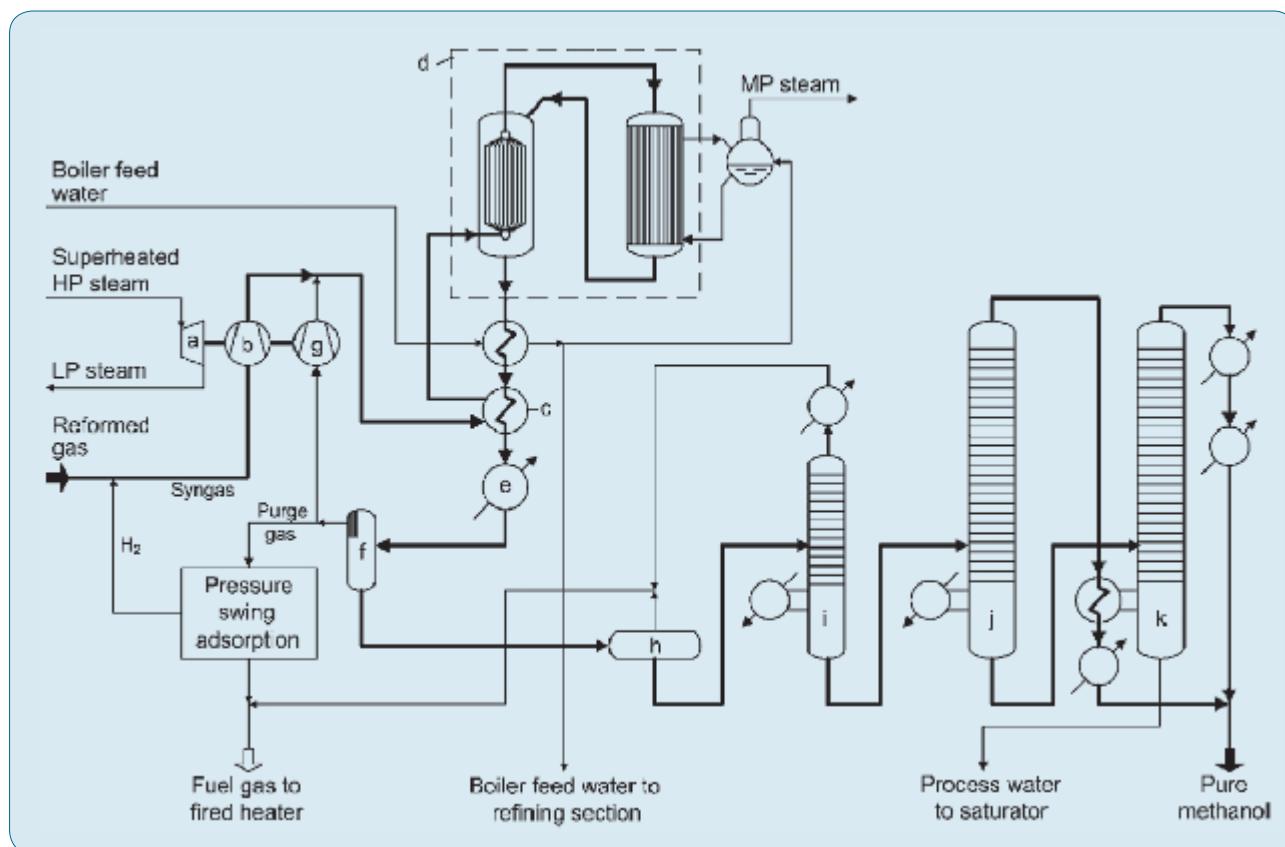 d
MP steam
Boiler feed
water
Superheated
HP steam
a
b
g
LP steam
c
Reformed
gas
Syngas
e
Purge
gas
H₂
f
Pressure
swing
adsorption
h
i
j
k
Fuel gas to
fired heater
Boiler feed water to
refining section
Process water
to saturator
Pure
methanol